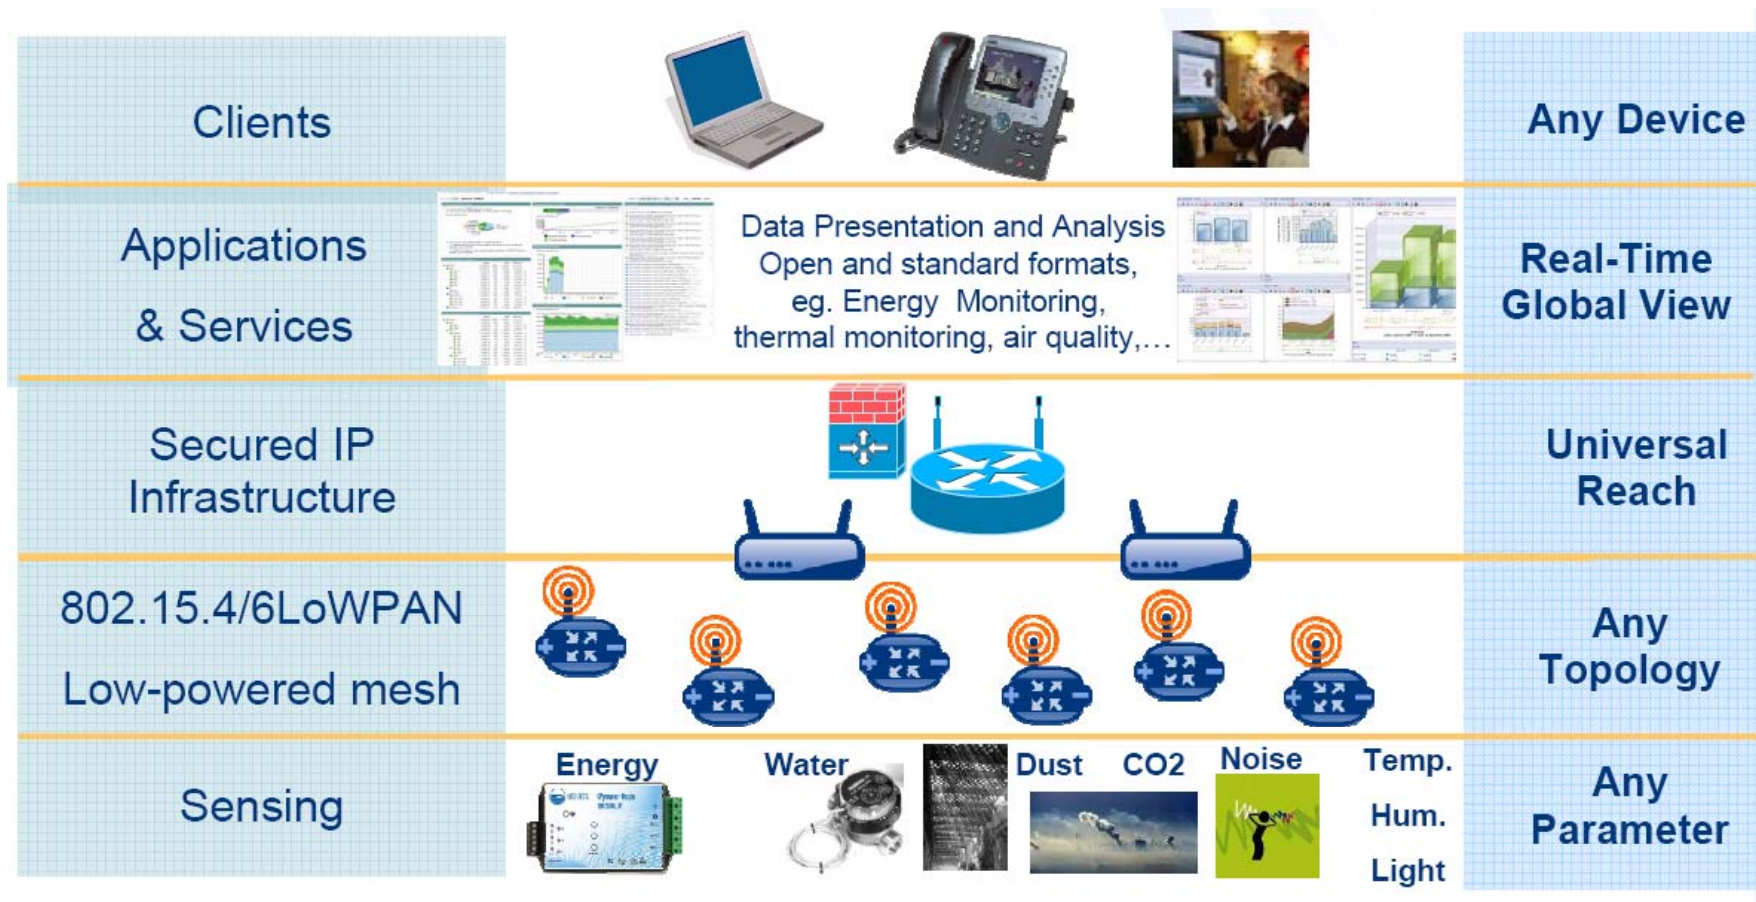 Clients
Any Device
Applications
& Services
Data Presentation and Analysis
Open and standard formats,
eg. Energy Monitoring,
thermal monitoring, air quality,...
Real-Time
Global View
Secured IP
Infrastructure
Universal
Reach
802.15.4/6LoWPAN
Low-powered mesh
Any
Topology
Sensing
Energy
Water
Dust
CO2
Noise
Temp.
Hum.
Light
Any
Parameter